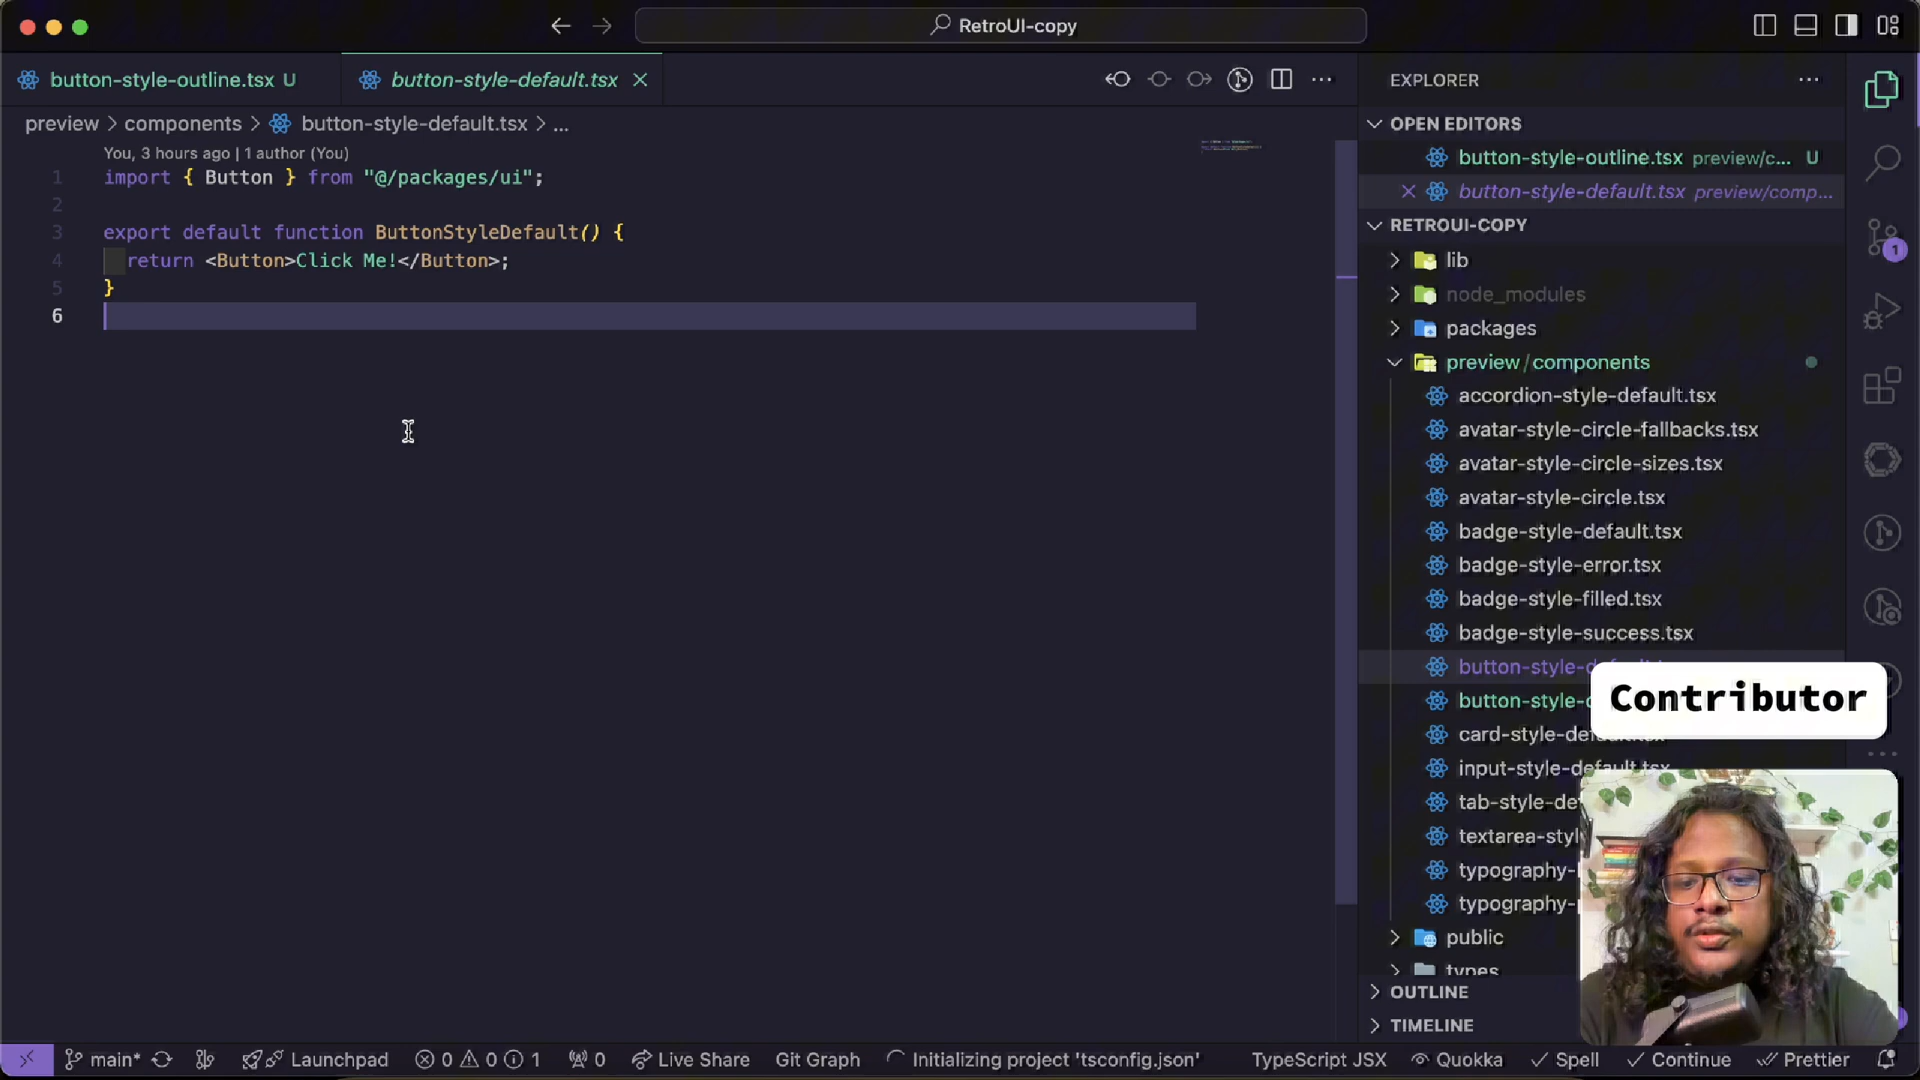 RetroUI-copy
button-style-outline.tsx U
button-style-default.tsx
preview > components > button-style-default.tsx > ...
You, 3 hours ago | 1 author (You)
1 import { Button } from "@/packages/ui";
2
3 export default function ButtonStyleDefault() {
4 return <Button>Click Me!</Button>;
5 }
6
EXPLORER
OPEN EDITORS
button-style-outline.tsx preview/c... U
button-style-default.tsx preview/comp...
RETROUI-COPY
lib
node_modules
packages
preview/components
accordion-style-default.tsx
avatar-style-circle-fallbacks.tsx
avatar-style-circle-sizes.tsx
avatar-style-circle.tsx
badge-style-default.tsx
badge-style-error.tsx
badge-style-filled.tsx
badge-style-success.tsx
button-style-
button-style-
Contributor
card-style-default.tsx
input-style-default.tsx
tab-style-de
textarea-styl
typography-
typography-
public
types
OUTLINE
TIMELINE
1
main* Launchpad 0 0 1 0 Live Share Git Graph Initializing project 'tsconfig.json' TypeScript JSX Quokka Spell Continue Prettier